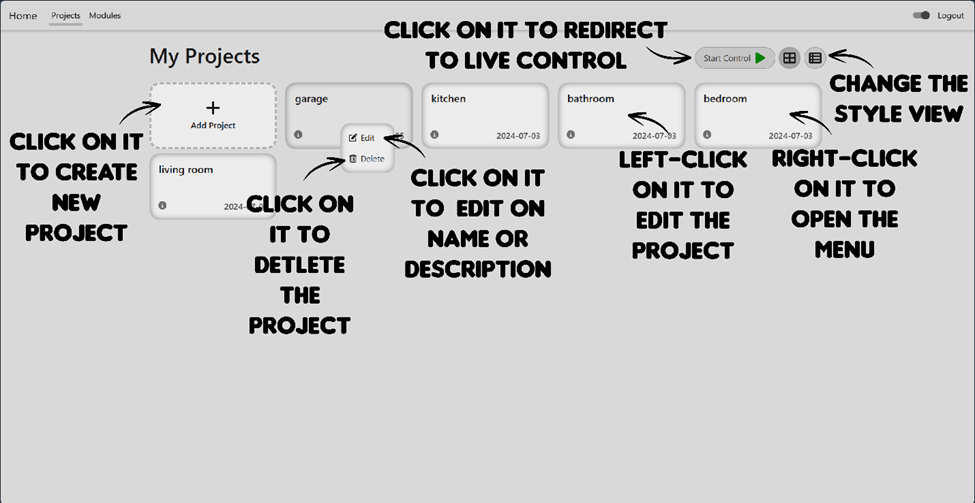 Home Projects Modules Logout
CLICK ON IT TO REDIRECT
TO LIVE CONTROL
My Projects
Start Control
CHANGE THE
STYLE VIEW
Add Project
garage
kitchen
2024-07-03
bathroom
2024-07-03
bedroom
2024-07-03
Edit
Delete
living room
CLICK ON IT
TO CREATE
NEW
PROJECT
CLICK ON
IT TO
DETLETE
THE
PROJECT
CLICK ON IT
TO EDIT ON
NAME OR
DESCRIPTION
LEFT-CLICK
ON IT TO
EDIT THE
PROJECT
RIGHT-CLICK
ON IT TO
OPEN THE
MENU